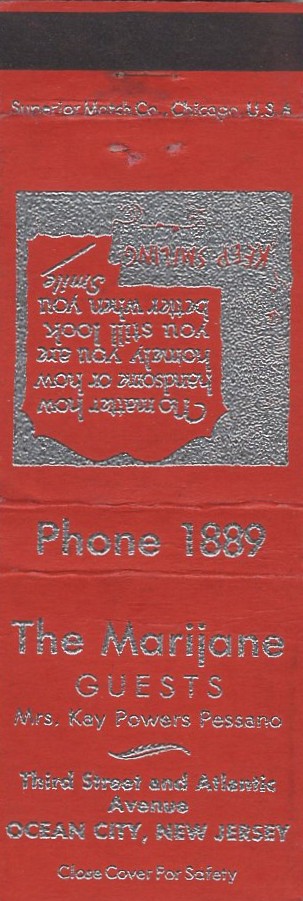 Superior Match Co., Chicago, U.S.A.
KEEP SMILING
No matter how
handsome or how
homely you are
you still look
better when you
Smile
Phone 1889
The Marijane
GUESTS
Mrs. Kay Powers Pessano
Third Street and Atlantic
Avenue
OCEAN CITY, NEW JERSEY
Close Cover For Safety